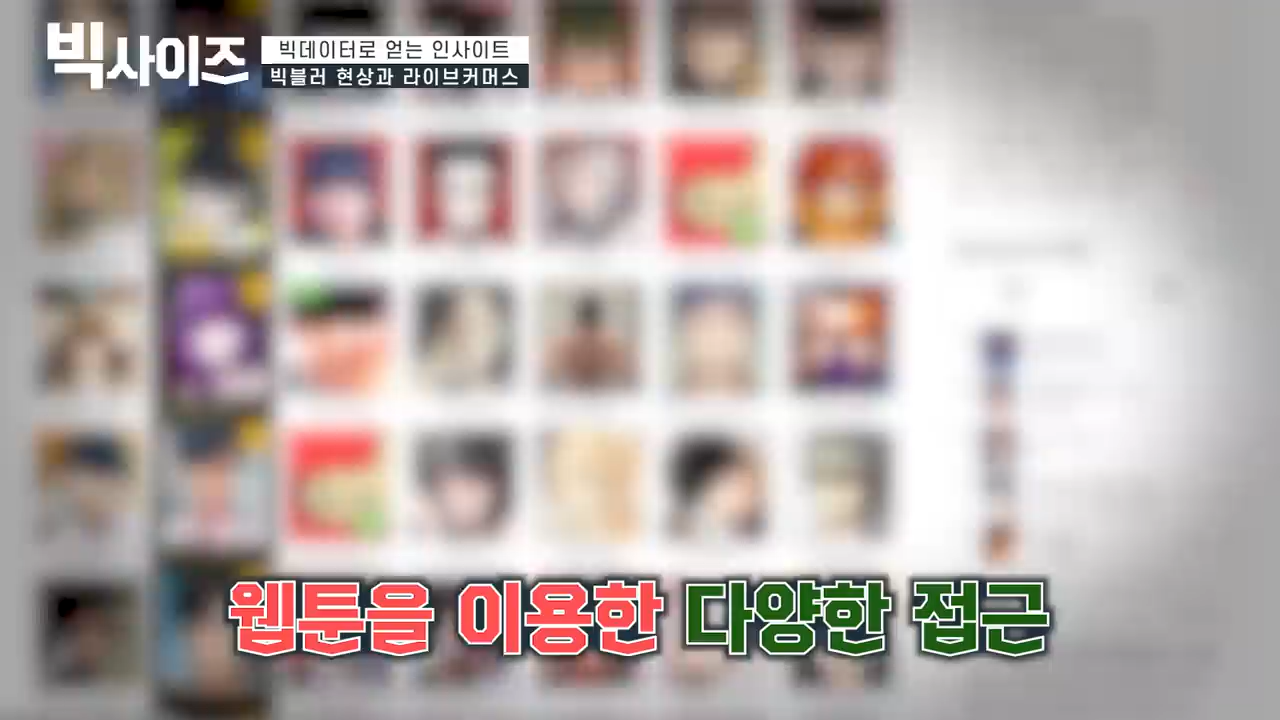 빅사이즈
빅데이터로 얻는 인사이트
빅블러 현상과 라이브커머스
웹툰을 이용한 다양한 접근